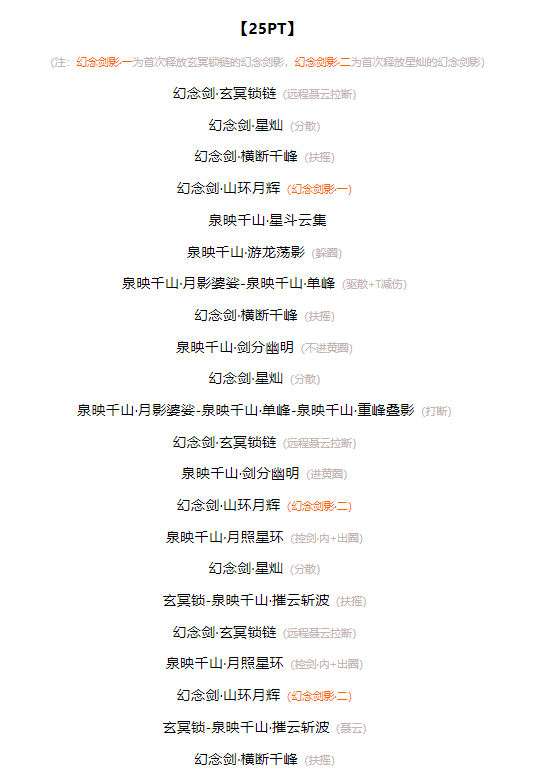 【25PT】
(注：幻念剑影·一为首次释放玄冥锁链的幻念剑影，幻念剑影·二为首次释放星灿的幻念剑影)
幻念剑·玄冥锁链 (远程聂云拉断)
幻念剑·星灿 (分散)
幻念剑·横断千峰 (扶摇)
幻念剑·山环月辉 (幻念剑影·一)
泉映千山·星斗云集
泉映千山·游龙荡影 (躲圈)
泉映千山·月影婆娑-泉映千山·单峰 (驱散+T减伤)
幻念剑·横断千峰 (扶摇)
泉映千山·剑分幽明 (不进黄圈)
幻念剑·星灿 (分散)
泉映千山·月影婆娑-泉映千山·单峰-泉映千山·重峰叠影 (打断)
幻念剑·玄冥锁链 (远程聂云拉断)
泉映千山·剑分幽明 (进黄圈)
幻念剑·山环月辉 (幻念剑影·二)
泉映千山·月照星环 (控剑·内+出圈)
幻念剑·星灿 (分散)
玄冥锁-泉映千山·摧云斩波 (扶摇)
幻念剑·玄冥锁链 (远程聂云拉断)
泉映千山·月照星环 (控剑·内+出圈)
幻念剑·山环月辉 (幻念剑影·二)
玄冥锁-泉映千山·摧云斩波 (聂云)
幻念剑·横断千峰 (扶摇)